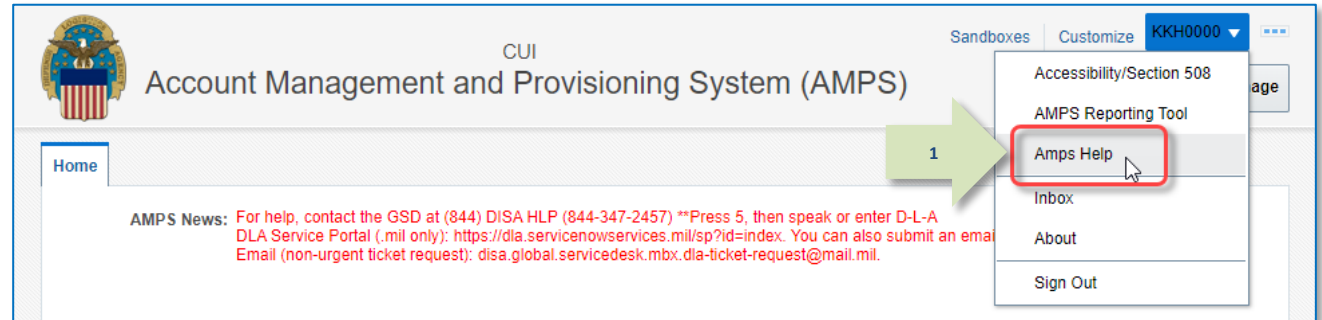 CUI
Account Management and Provisioning System (AMPS)
Sandboxes Customize KKH0000
Accessibility/Section 508
AMPS Reporting Tool
Amps Help
Inbox
About
Sign Out
age
1
Home
AMPS News: For help, contact the GSD at (844) DISA HLP (844-347-2457) **Press 5, then speak or enter D-L-A
DLA Service Portal (.mil only): https://dla.servicenowservices.mil/sp?id=index. You can also submit an emai
Email (non-urgent ticket request): disa.global.servicedesk.mbx.dla-ticket-request@mail.mil.